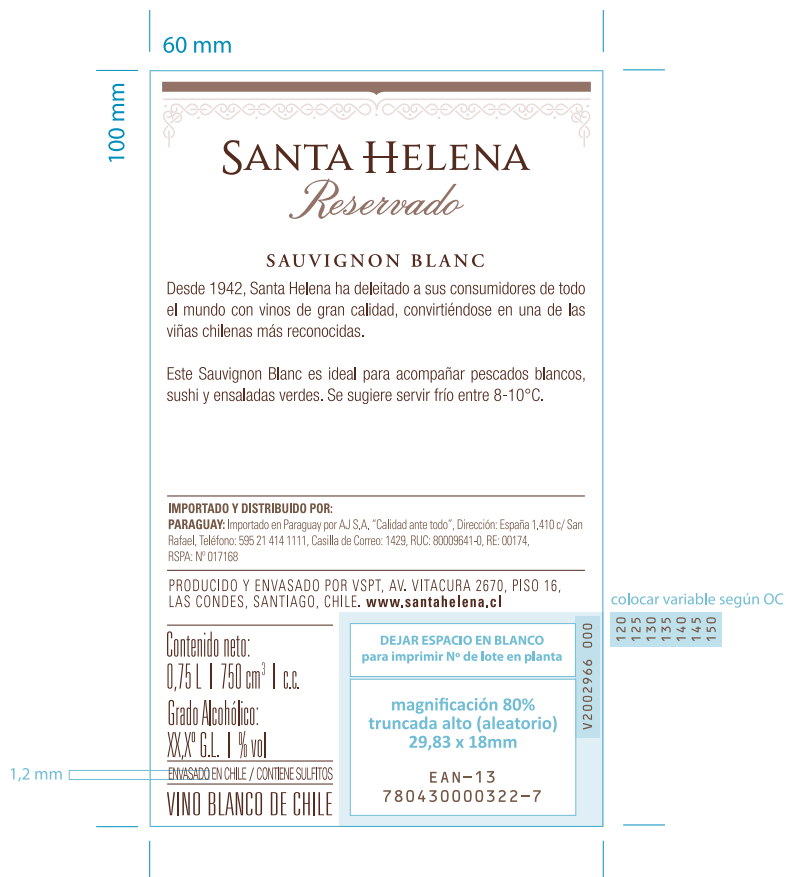 60 mm
100 mm
SANTA HELENA
Reservado
SAUVIGNON BLANC
Desde 1942, Santa Helena ha deleitado a sus consumidores de todo
el mundo con vinos de gran calidad, convirtiéndose en una de las
viñas chilenas más reconocidas.
Este Sauvignon Blanc es ideal para acompañar pescados blancos,
sushi y ensaladas verdes. Se sugiere servir frío entre 8-10°C.
IMPORTADO Y DISTRIBUIDO POR:
PARAGUAY: Importado en Paraguay por AJ S.A. "Calidad ante todo", Dirección: España 1.410 c/ San
Rafael, Teléfono: 595 21 414 1111, Casilla de Correo: 1429, RUC: 80009641-0, RE: 00174,
RSPA: Nº 017168
PRODUCIDO Y ENVASADO POR VSPT, AV. VITACURA 2670, PISO 16,
LAS CONDES, SANTIAGO, CHILE. www.santahelena.cl
Contenido neto:
0,75 L | 750 cm³ | c.c.
Grado Alcohólico:
XX,Xº G.L. | % vol
1,2 mm
ENVASADO EN CHILE / CONTIENE SULFITOS
VINO BLANCO DE CHILE
DEJAR ESPACIO EN BLANCO
para imprimir Nº de lote en planta
magnificación 80%
truncada alto (aleatorio)
29,83 x 18mm
EAN-13
780430000322-7
V2002966 000
colocar variable según OC
120
125
130
135
140
145
150